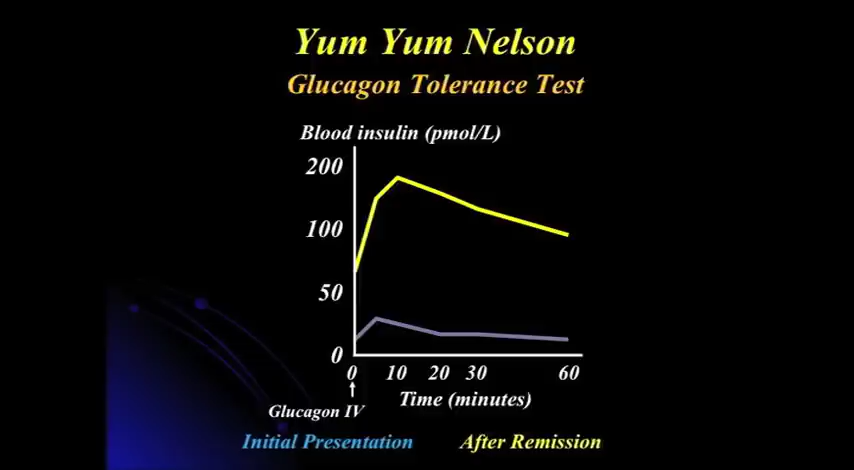 Yum Yum Nelson
Glucagon Tolerance Test
Blood insulin (pmol/L)
200
100
50
0
0 10 20 30 60
Time (minutes)
Glucagon IV
Initial Presentation After Remission